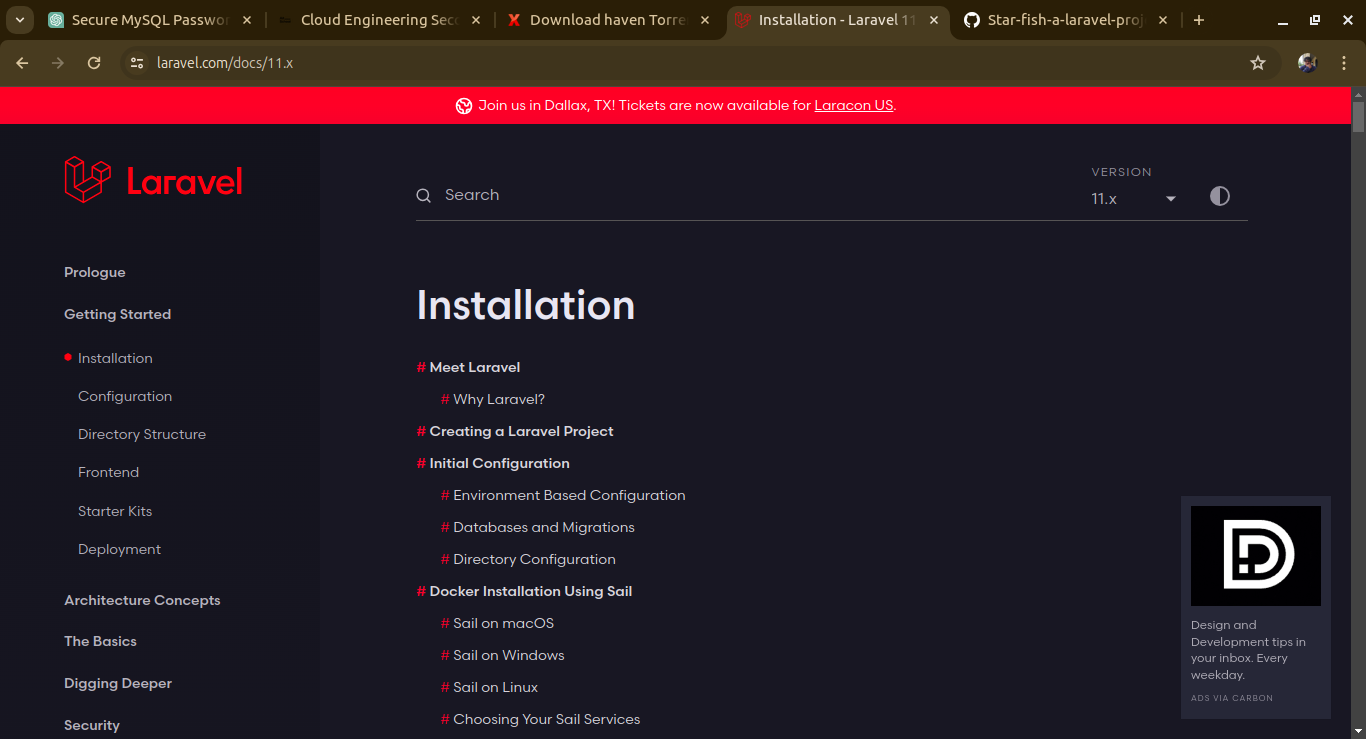 Secure MySQL Passwor
Cloud Engineering Seco
Download haven Torre
Installation - Laravel 11
Star-fish-a-laravel-proj
laravel.com/docs/11.x
Join us in Dallax, TX! Tickets are now available for Laracon US.
Laravel
Search
VERSION
11.x
Prologue
Getting Started
Installation
Configuration
Directory Structure
Frontend
Starter Kits
Deployment
Architecture Concepts
The Basics
Digging Deeper
Security
Installation
# Meet Laravel
# Why Laravel?
# Creating a Laravel Project
# Initial Configuration
# Environment Based Configuration
# Databases and Migrations
# Directory Configuration
# Docker Installation Using Sail
# Sail on macOS
# Sail on Windows
# Sail on Linux
# Choosing Your Sail Services
Design and
Development tips in
your inbox. Every
weekday.
ADS VIA CARBON